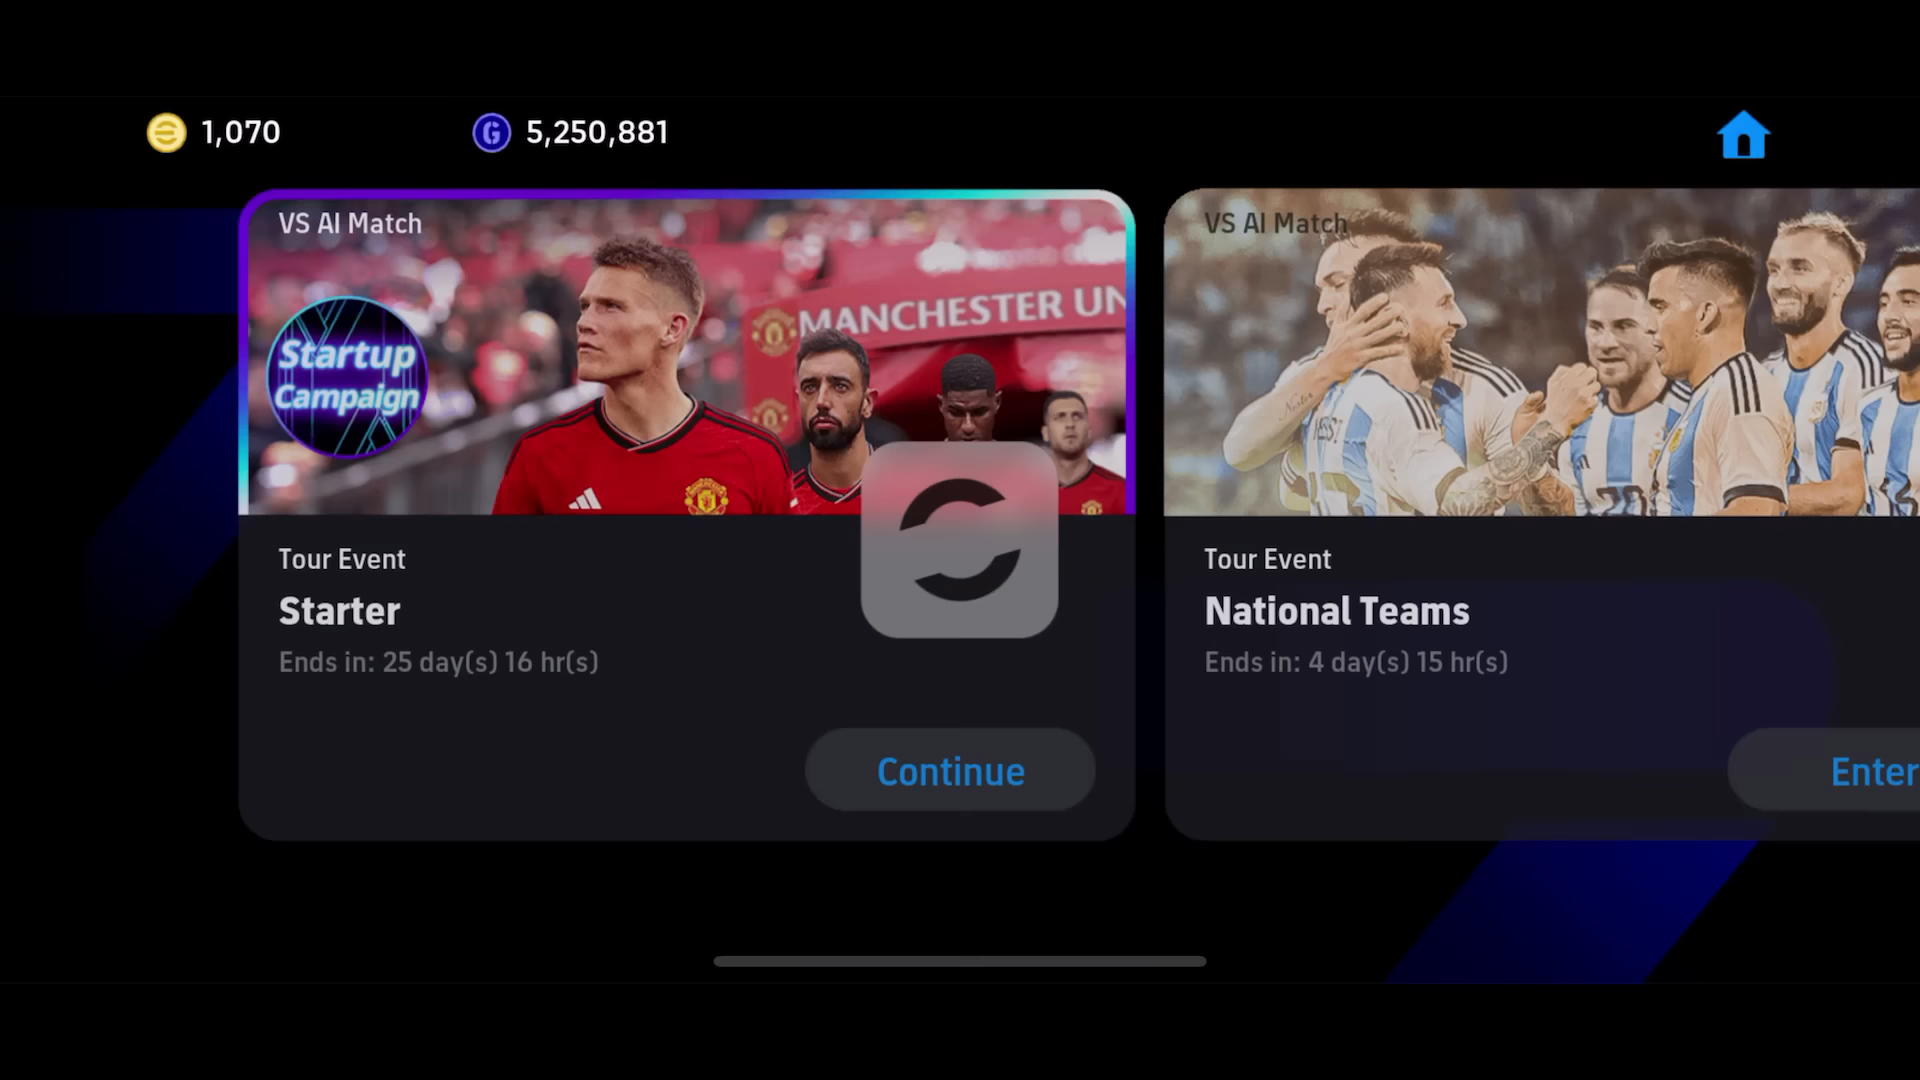 1,070
5,250,881
VS AI Match
Startup
Campaign
MANCHESTER UN
Tour Event
Starter
Ends in: 25 day(s) 16 hr(s)
Continue
VS AI Match
MESSI
Tour Event
National Teams
Ends in: 4 day(s) 15 hr(s)
Enter